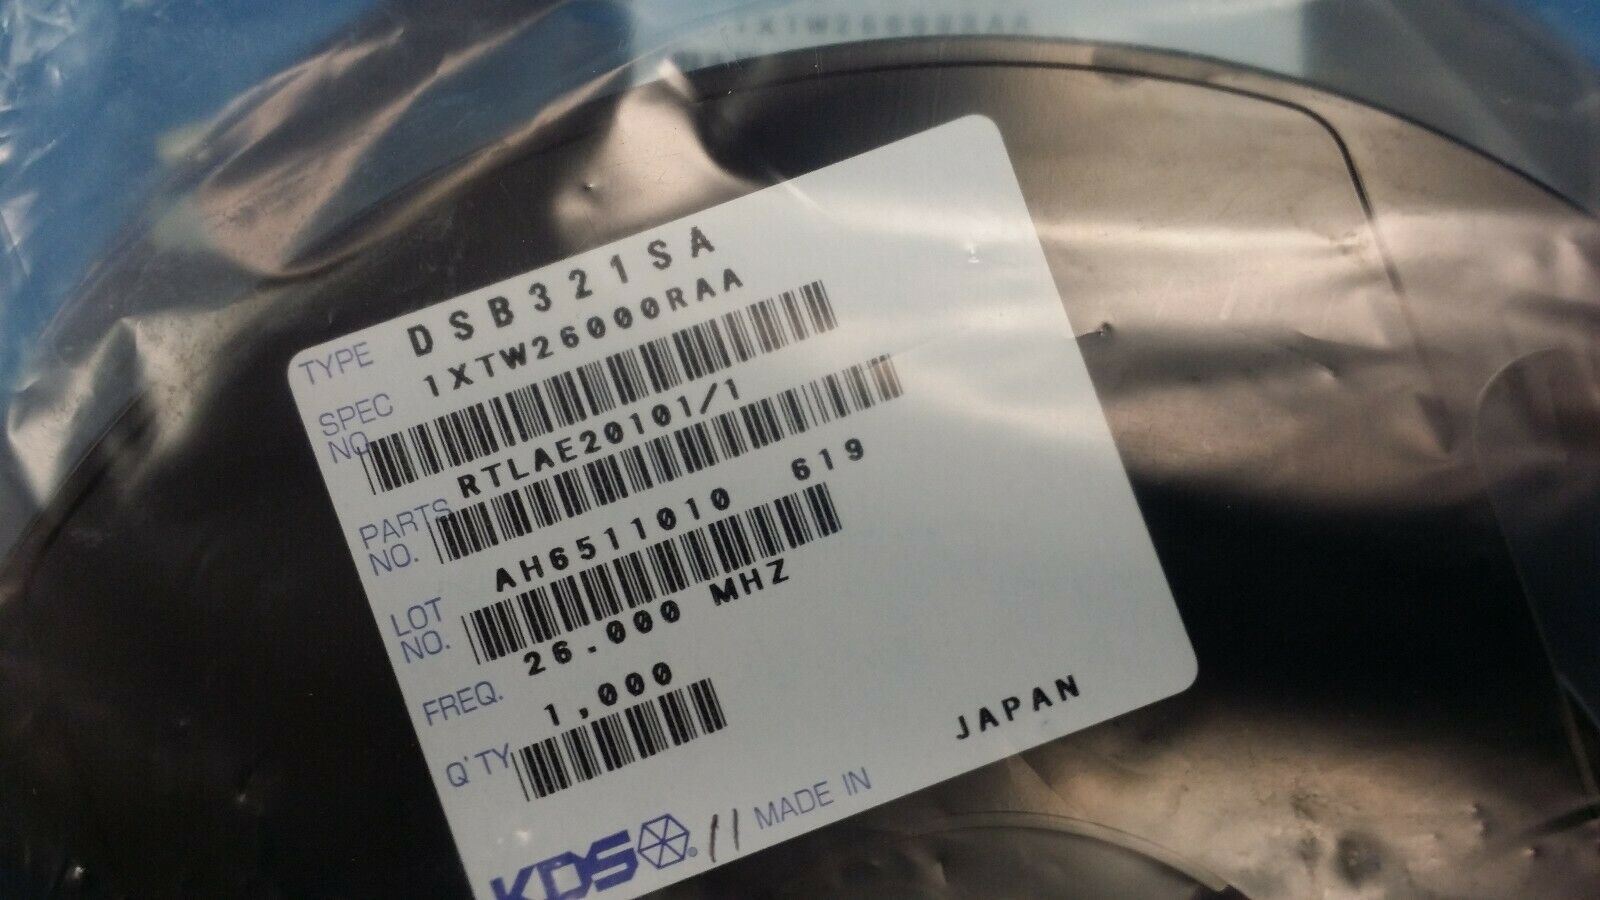 TYPE DSB321SA
SPEC NO. 1XTW26000RAA
PARTS NO. RTLAE20101/1
LOT NO. AH6511010 619
FREQ. 26.000 MHZ
Q'TY 1,000
KDS ® // MADE IN JAPAN